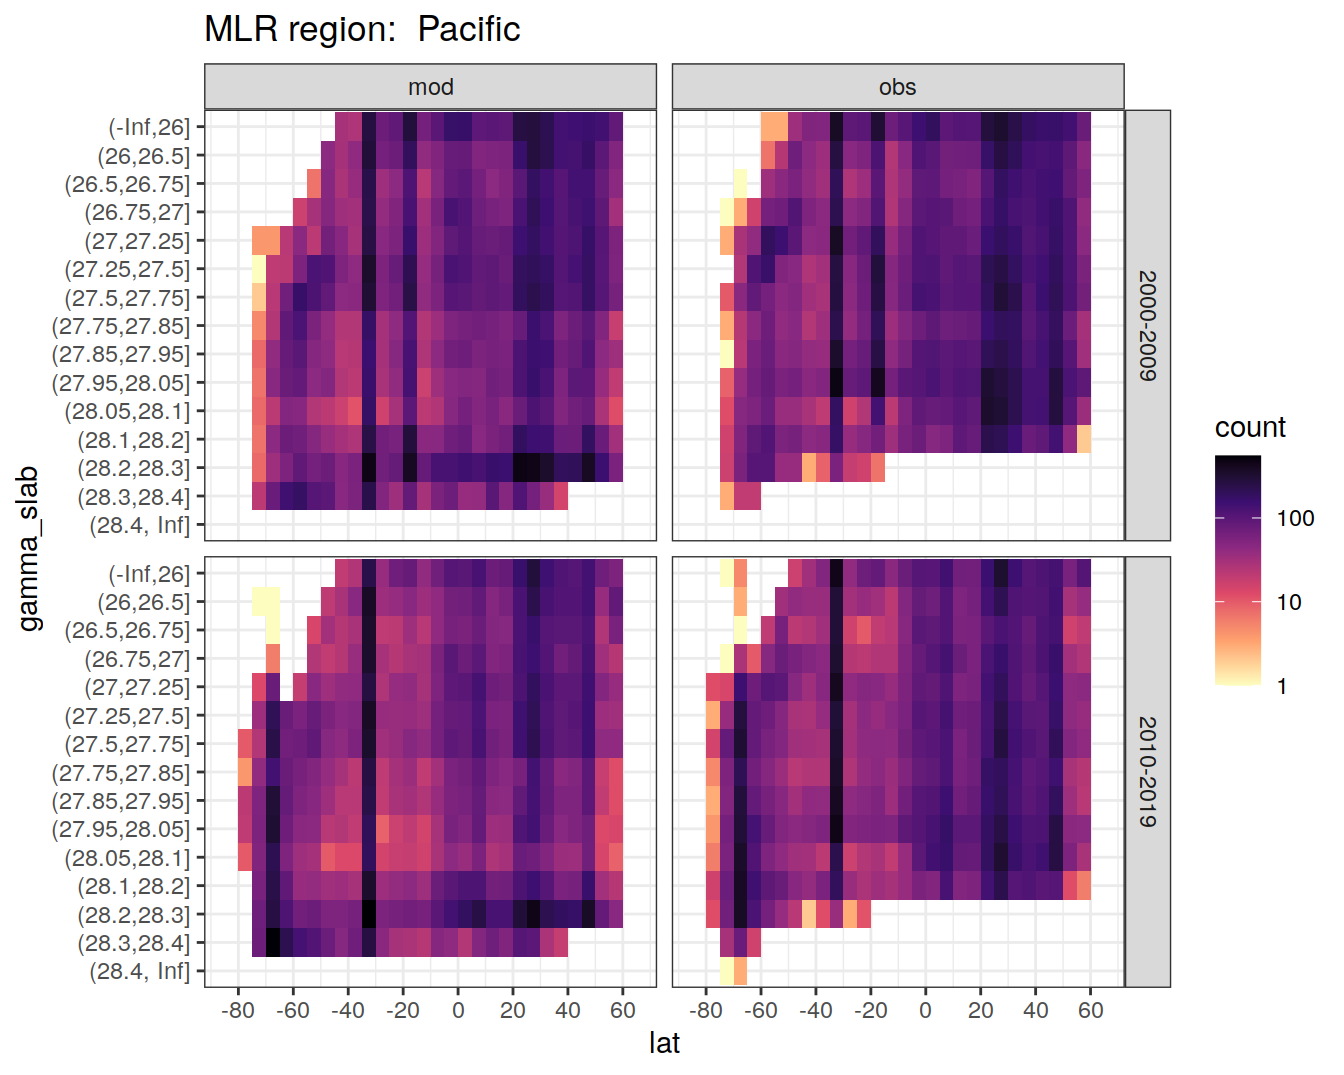 MLR region:  Pacific
mod
obs
(-Inf,26]
(26,26.5]
(26.5,26.75]
(26.75,27]
(27,27.25]
(27.25,27.5]
(27.5,27.75]
(27.75,27.85]
(27.85,27.95]
(27.95,28.05]
(28.05,28.1]
(28.1,28.2]
(28.2,28.3]
(28.3,28.4]
(28.4, Inf]
2000-2009
(-Inf,26]
(26,26.5]
(26.5,26.75]
(26.75,27]
(27,27.25]
(27.25,27.5]
(27.5,27.75]
(27.75,27.85]
(27.85,27.95]
(27.95,28.05]
(28.05,28.1]
(28.1,28.2]
(28.2,28.3]
(28.3,28.4]
(28.4, Inf]
2010-2019
gamma_slab
-80 -60 -40 -20 0 20 40 60
-80 -60 -40 -20 0 20 40 60
lat
count
100
10
1